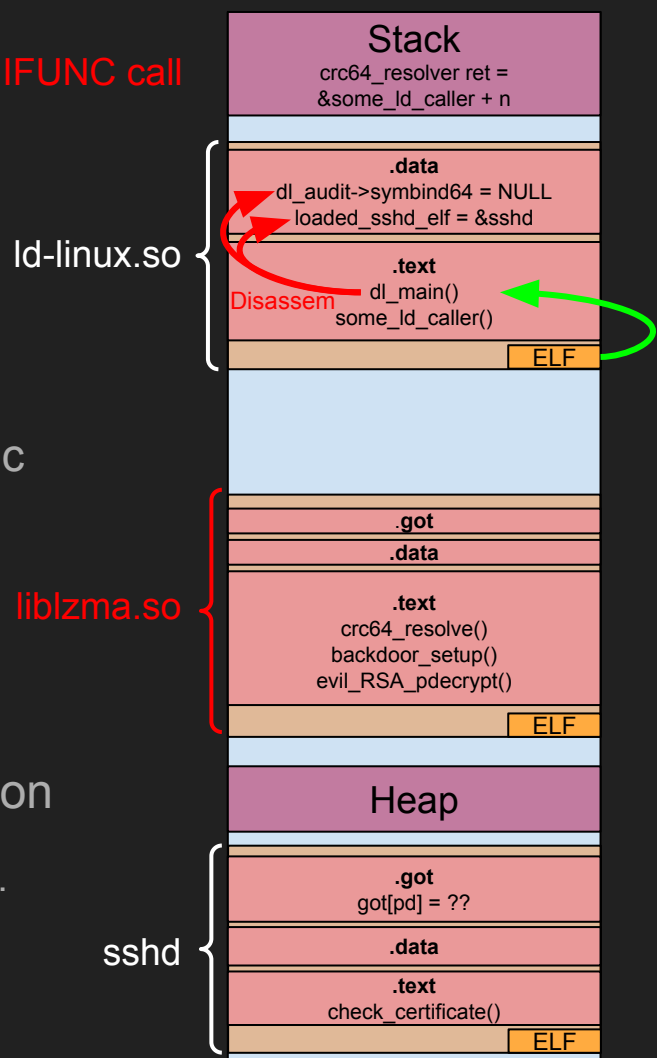 Stack
IFUNC call
crc64_resolver ret =
&some_ld_caller + n
.data
dl_audit->symbind64 = NULL
loaded_sshd_elf = &sshd
ld-linux.so
.text
Disassem
dl_main()
some_ld_caller()
ELF
c
.got
.data
liblzma.so
.text
crc64_resolve()
backdoor_setup()
evil_RSA_pdecrypt()
ELF
on
Heap
.
.got
got[pd] = ??
sshd
.data
.text
check_certificate()
ELF